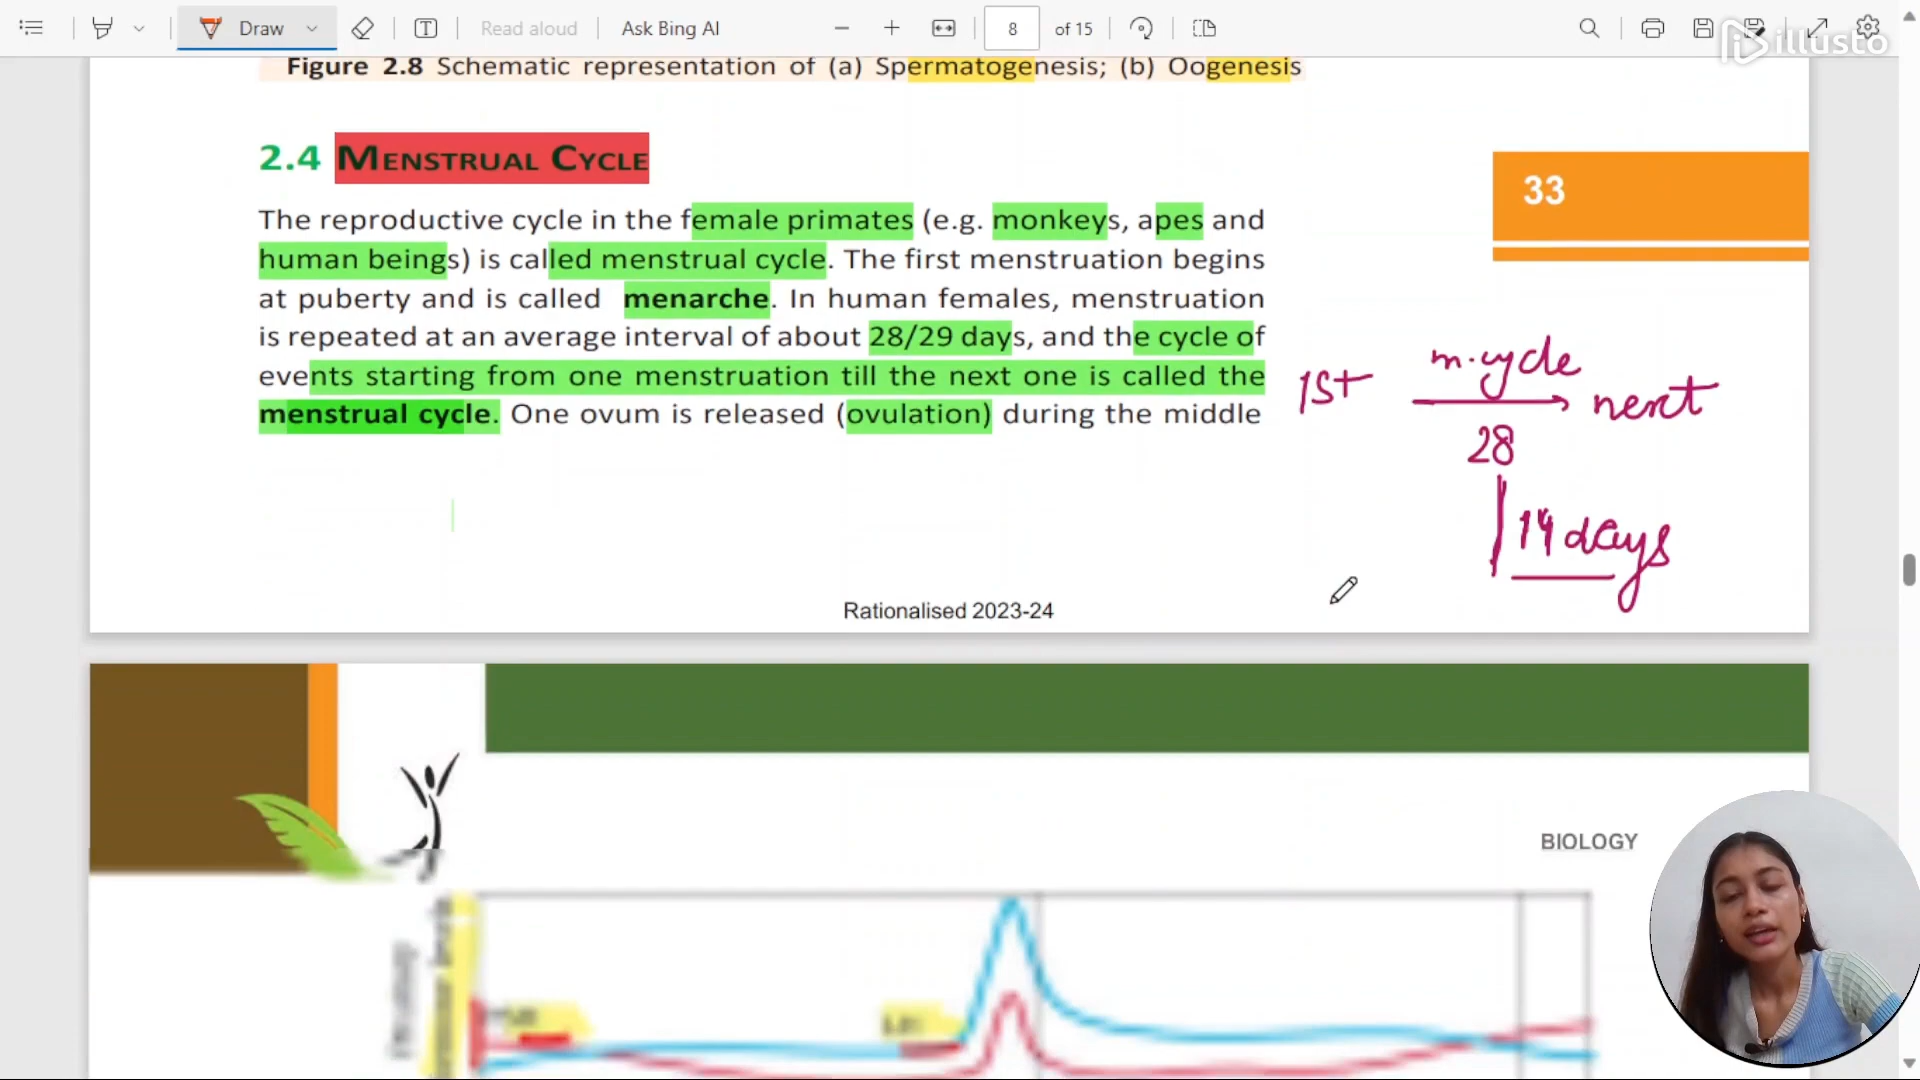 Draw
Read aloud
Ask Bing AI
8
of 15
illusto
Figure 2.8 Schematic representation of (a) Spermatogenesis; (b) Oogenesis
2.4 MENSTRUAL CYCLE
33
The reproductive cycle in the female primates (e.g. monkeys, apes and
human beings) is called menstrual cycle. The first menstruation begins
at puberty and is called menarche. In human females, menstruation
is repeated at an average interval of about 28/29 days, and the cycle of
events starting from one menstruation till the next one is called the
menstrual cycle. One ovum is released (ovulation) during the middle
m.cycle
1st
next
28
14 days
Rationalised 2023-24
BIOLOGY
LH